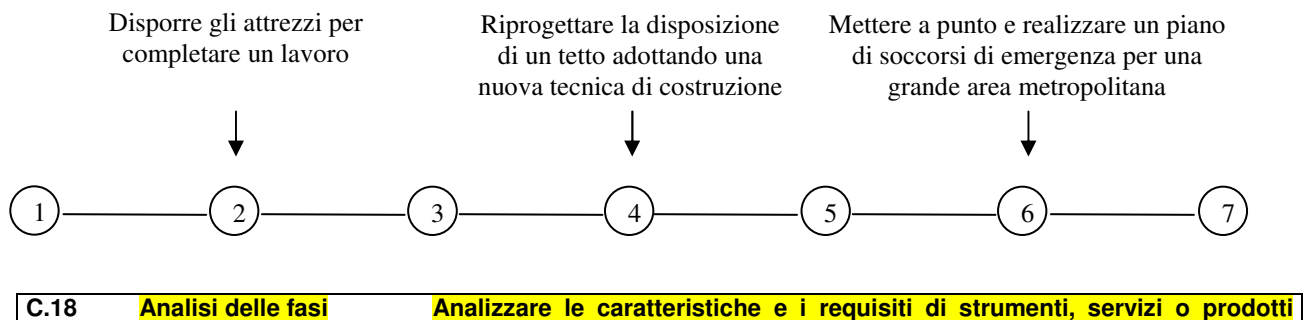 Disporre gli attrezzi per
completare un lavoro
Riprogettare la disposizione
di un tetto adottando una
nuova tecnica di costruzione
Mettere a punto e realizzare un piano
di soccorsi di emergenza per una
grande area metropolitana
1 2 3 4 5 6 7
C.18 Analisi delle fasi Analizzare le caratteristiche e i requisiti di strumenti, servizi o prodotti